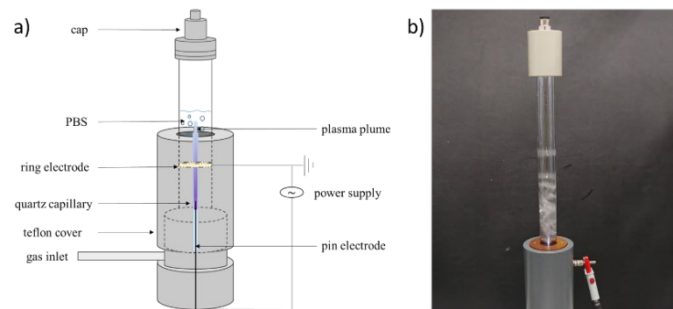 a)
cap
PBS
plasma plume
ring electrode
power supply
quartz capillary
teflon cover
pin electrode
gas inlet
b)